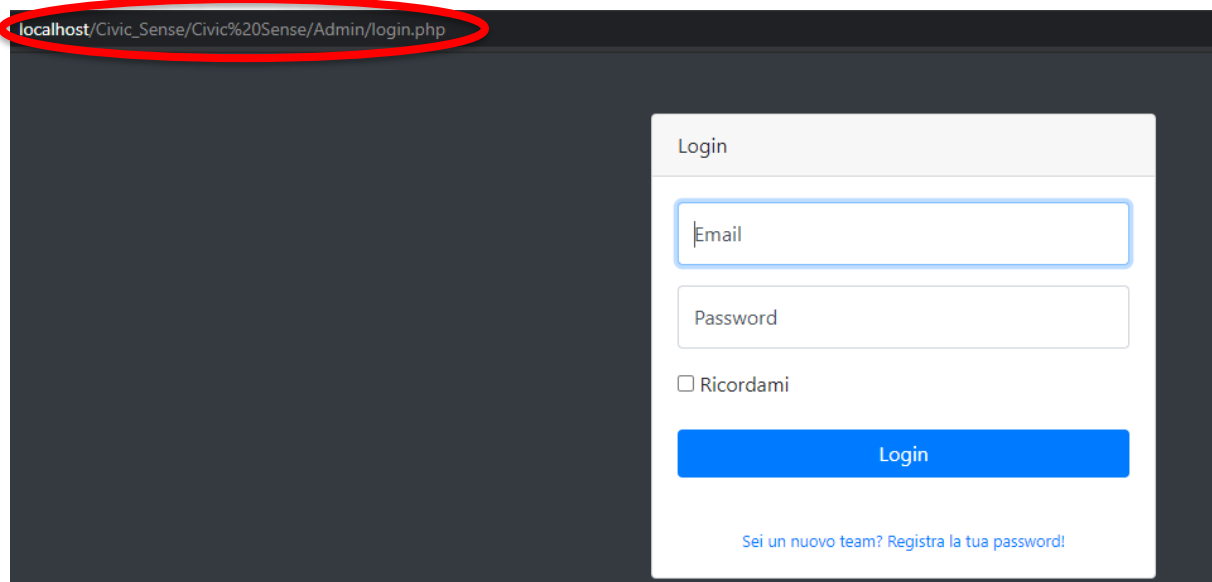 localhost/Civic_Sense/Civic%20Sense/Admin/login.php
Login
Email
Password
Ricordami
Login
Sei un nuovo team? Registra la tua password!